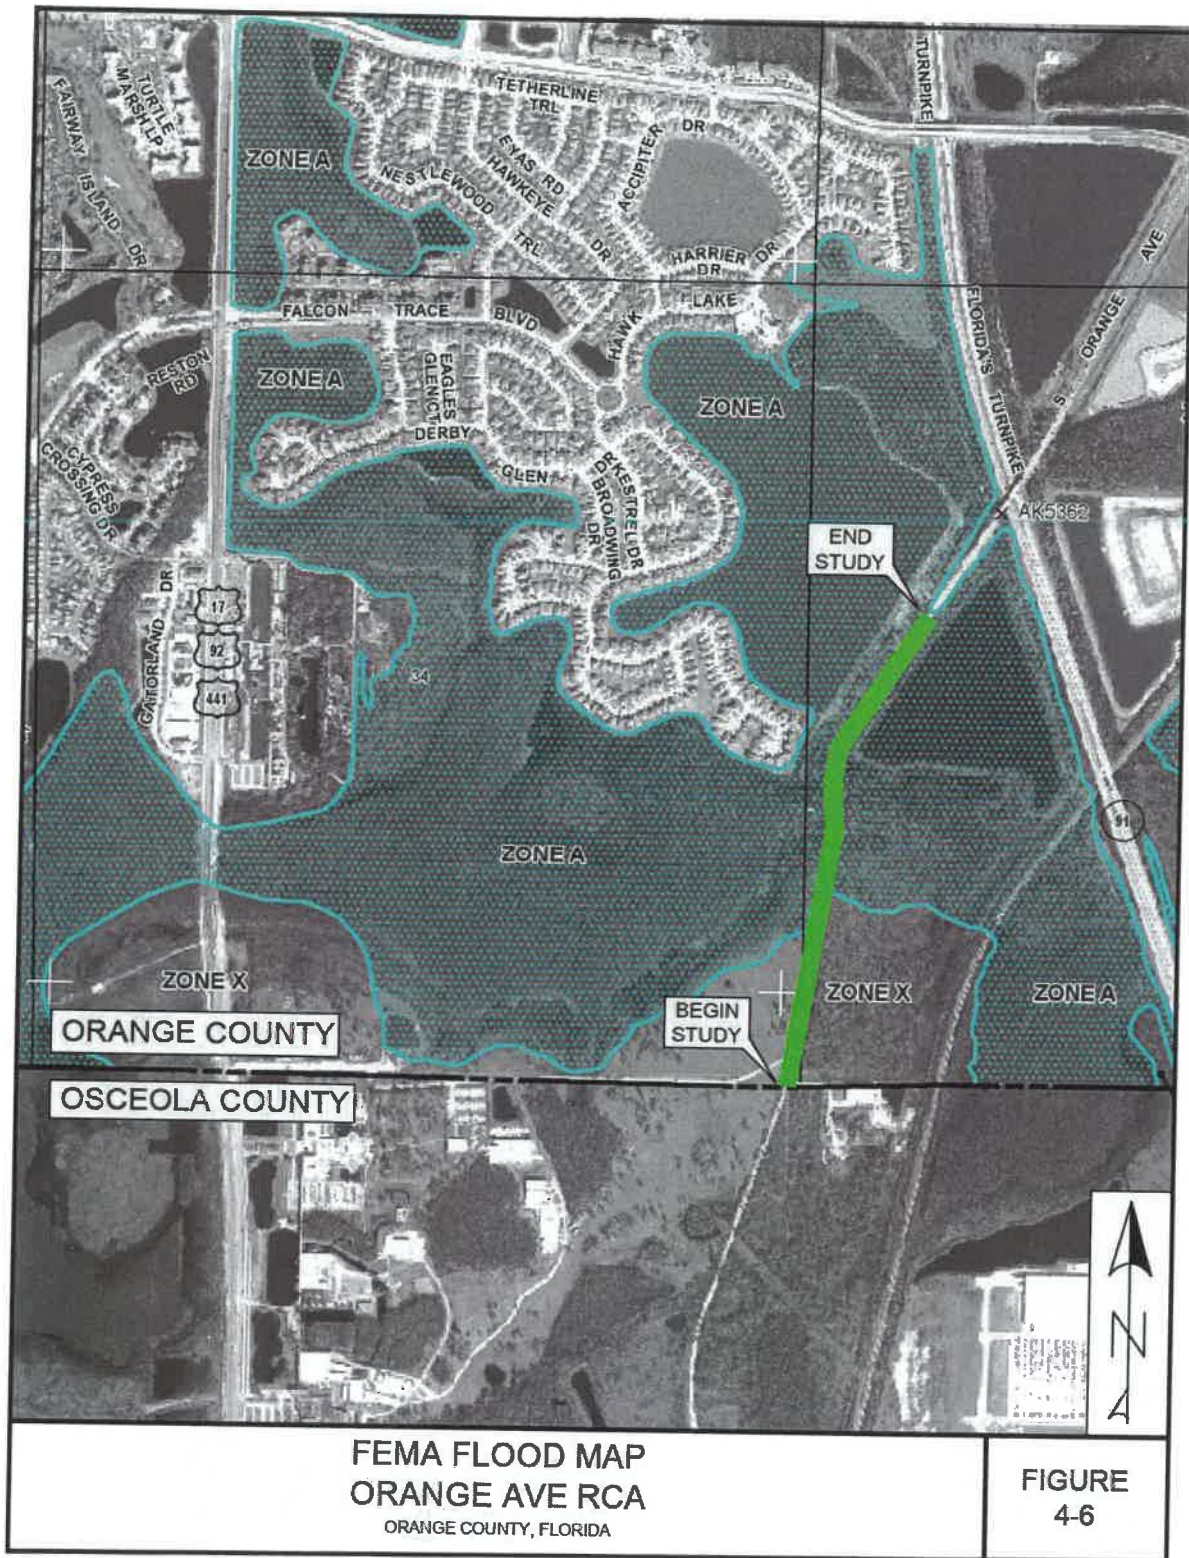 TURNPIKE
TURTLE
MARSH LP
FAIRWAY ISLAND DR
TETHERLINE
TRL
EYAS RD
HAWKEYE DR
ACCIPITER DR
NESTLEWOOD TRL
ZONE A
HARRIER
DR
DR
LAKE
HAWK
FALCON TRACE BLVD
FLORIDA'S TURNPIKE
S ORANGE AVE
RESTON
RD
ZONE A
EAGLES
GLEN CT
ZONE A
DERBY GLEN
CYPRESS
CROSSING DR
DR
KESTREL DR
BROADWING
DR
AK5362
END
STUDY
GATORLAND DR
17
92
441
34
91
ZONE A
ZONE X
ZONE X
ZONE A
BEGIN
STUDY
ORANGE COUNTY
OSCEOLA COUNTY
N
FEMA FLOOD MAP
ORANGE AVE RCA
ORANGE COUNTY, FLORIDA
FIGURE
4-6